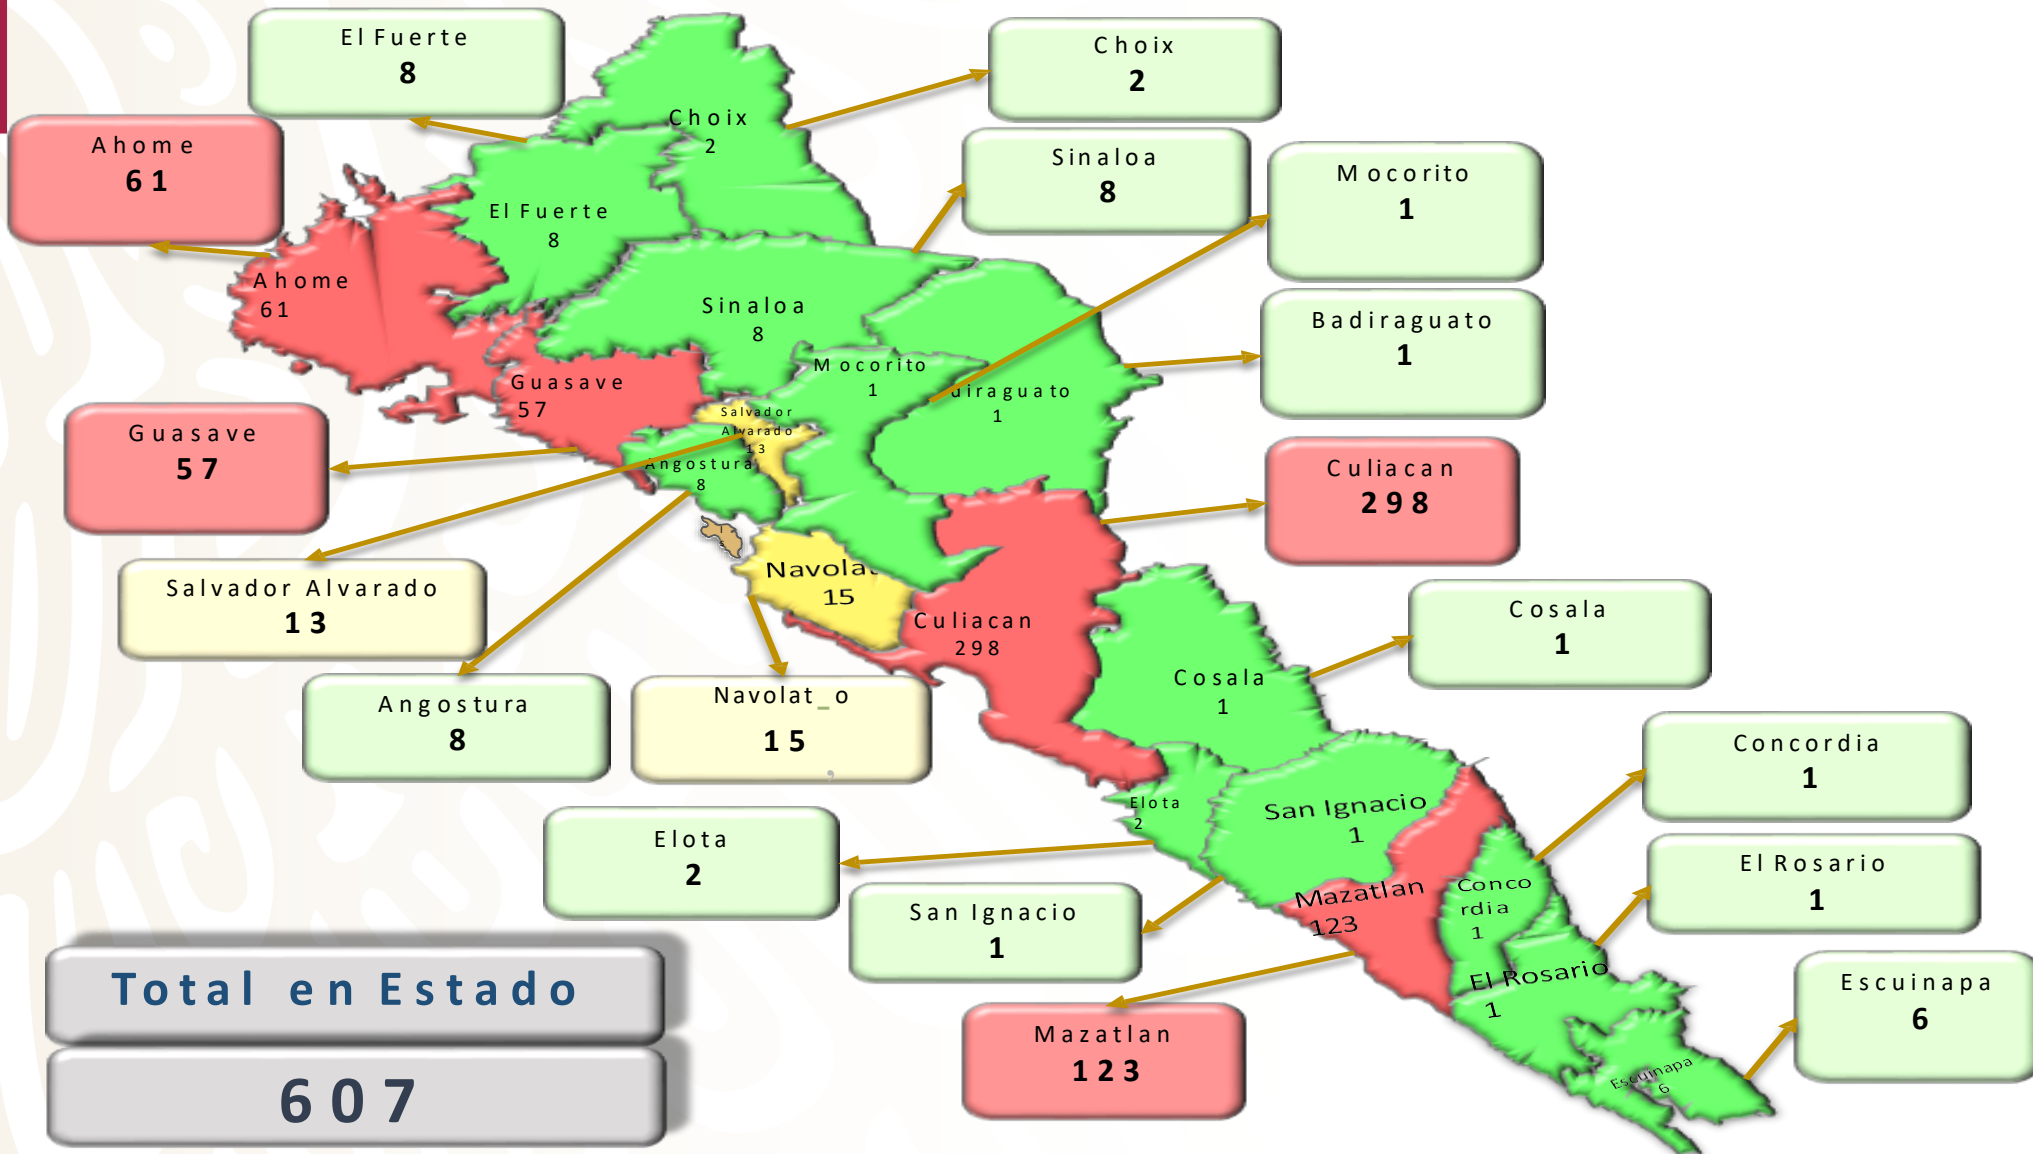 El Fuerte
8
Choix
2
Ahome
61
Sinaloa
8
Mocorito
1
Badiraguato
1
Guasave
57
Culiacan
298
Salvador Alvarado
13
Cosala
1
Angostura
8
Navolat_o
15
,
Concordia
1
Elota
2
El Rosario
1
San Ignacio
1
Escuinapa
6
Mazatlan
123
Total en Estado
607
Choix
2
El Fuerte
8
Ahome
61
Sinaloa
8
Mocorito
1
diraguato
1
Guasave
57
Salvador
Alvarado
13
Angostura
8
Navolat
15
Culiacan
298
Cosala
1
Elota
2
San Ignacio
1
Mazatlan
123
Conco
rdia
1
El Rosario
1
Escuinapa
6